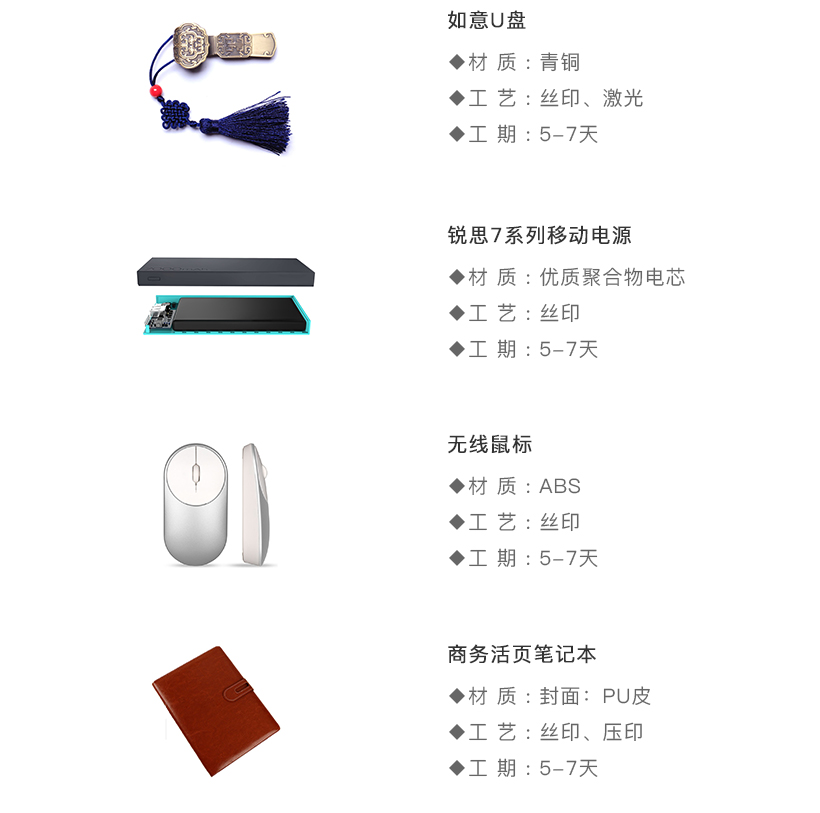 如意U盘
◆材 质：青铜
◆工 艺：丝印、激光
◆工 期：5-7天
锐思7系列移动电源
◆材 质：优质聚合物电芯
◆工 艺：丝印
◆工 期：5-7天
无线鼠标
◆材 质：ABS
◆工 艺：丝印
◆工 期：5-7天
商务活页笔记本
◆材 质：封面：PU皮
◆工 艺：丝印、压印
◆工 期：5-7天